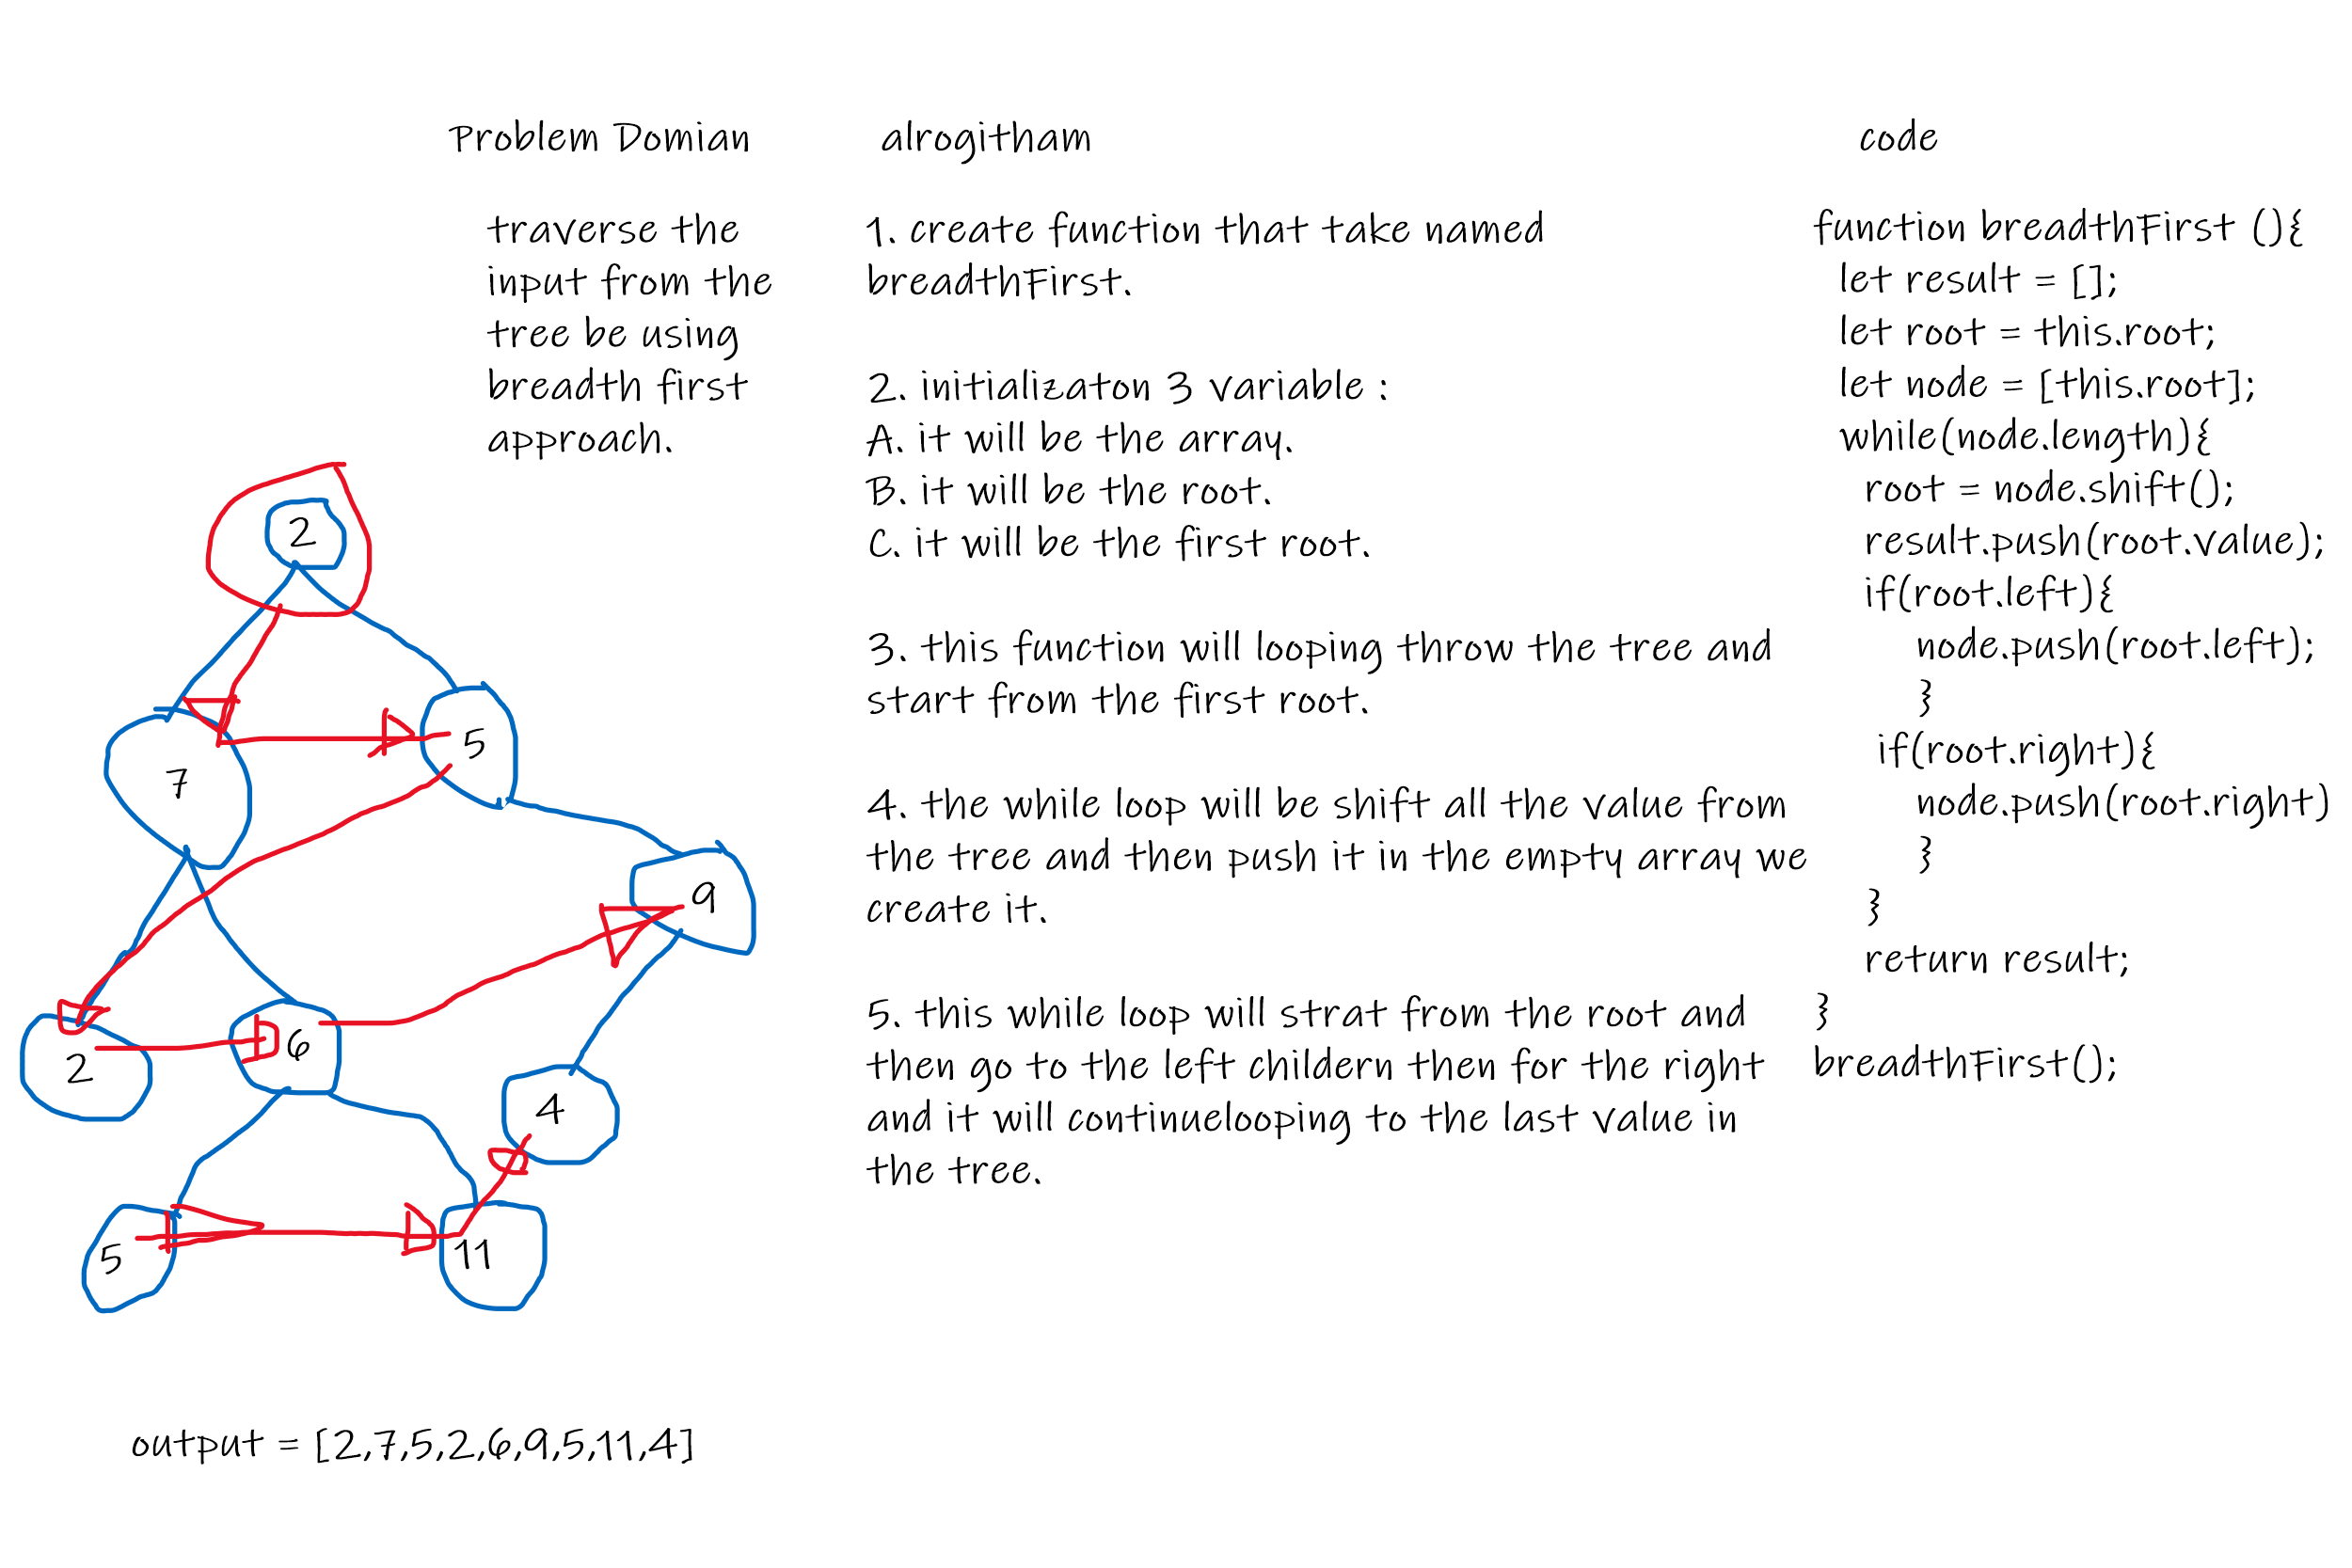 Problem Domian
traverse the
input from the
tree be using
breadth first
approach.
2
7
5
9
2
6
4
5
11
output = [2,7,5,2,6,9,5,11,4]
alrogitham
1. create function that take named
breadthFirst.
2. initializaton 3 variable :
A. it will be the array.
B. it will be the root.
C. it will be the first root.
3. this function will looping throw the tree and
start from the first root.
4. the while loop will be shift all the value from
the tree and then push it in the empty array we
create it.
5. this while loop will strat from the root and
then go to the left childern then for the right
and it will continuelooping to the last value in
the tree.
code
function breadthFirst (){
let result = [];
let root = this.root;
let node = [this.root];
while(node.length){
root = node.shift();
result.push(root.value);
if(root.left){
node.push(root.left);
}
if(root.right){
node.push(root.right)
}
}
return result;
}
breadthFirst();